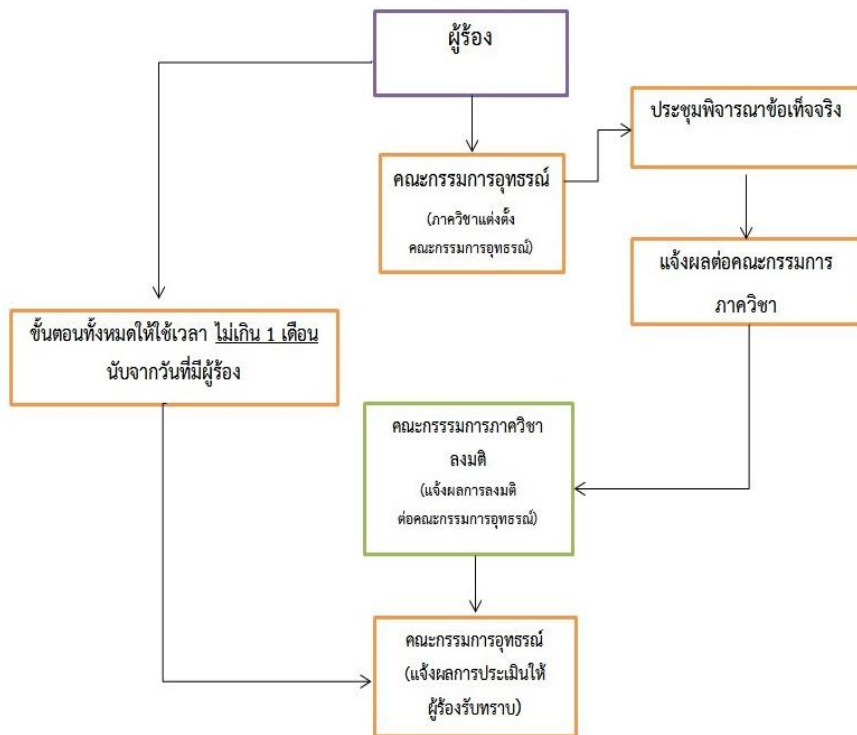 ผู้ร้อง
ประชุมพิจารณาข้อเท็จจริง
คณะกรรมการอุทธรณ์
(ภาควิชาแต่งตั้ง
คณะกรรมการอุทธรณ์)
แจ้งผลต่อคณะกรรมการ
ภาควิชา
ขั้นตอนทั้งหมดให้ใช้เวลา ไม่เกิน 1 เดือน
นับจากวันที่มีผู้ร้อง
คณะกรรรมการภาควิชา
ลงมติ
(แจ้งผลการลงมติ
ต่อคณะกรรมการอุทธรณ์)
คณะกรรมการอุทธรณ์
(แจ้งผลการประเมินให้
ผู้ร้องรับทราบ)